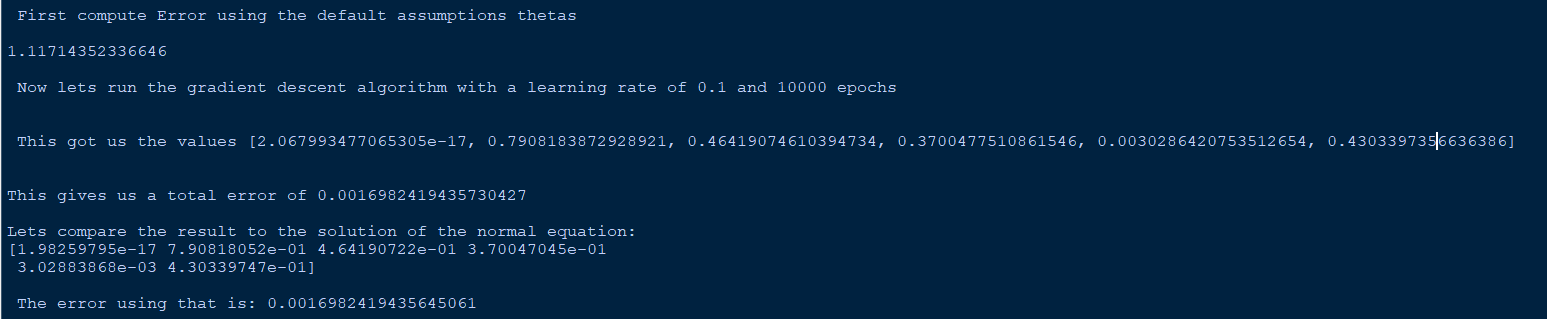 First compute Error using the default assumptions thetas
1.11714352336646
Now lets run the gradient descent algorithm with a learning rate of 0.1 and 10000 epochs
This got us the values [2.067993477065305e-17, 0.7908183872928921, 0.46419074610394734, 0.3700477510861546, 0.0030286420753512654, 0.4303397356636386]
This gives us a total error of 0.0016982419435730427
Lets compare the result to the solution of the normal equation:
[1.98259795e-17 7.90818052e-01 4.64190722e-01 3.70047045e-01
3.02883868e-03 4.30339747e-01]
The error using that is: 0.0016982419435645061